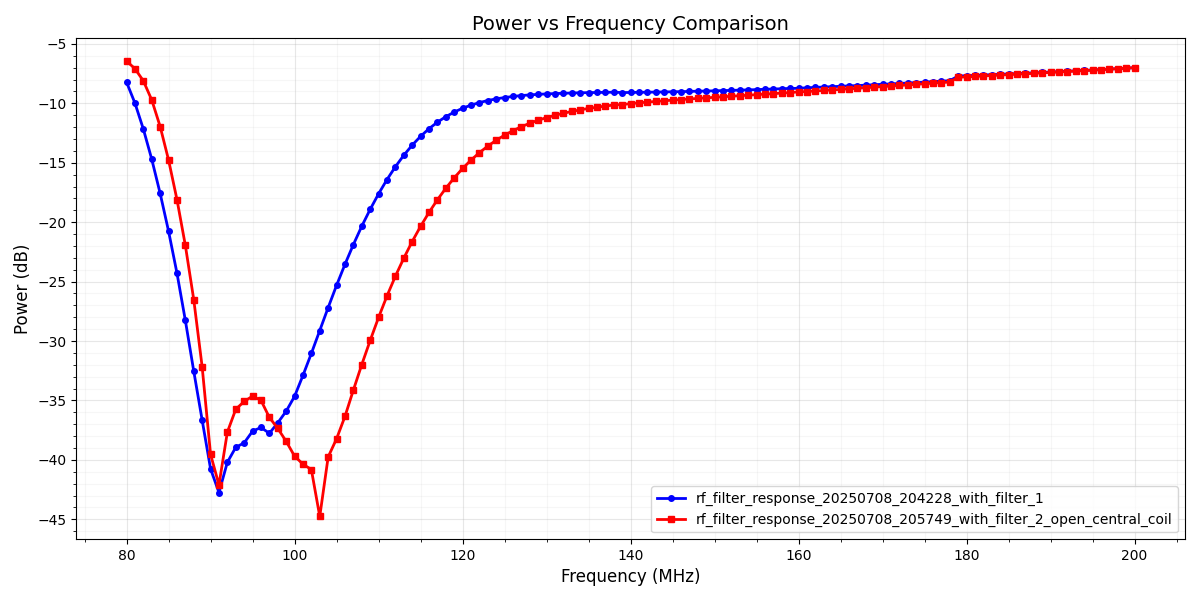 Power vs Frequency Comparison
−5
−10
−15
−20
−25
−30
−35
−40
−45
Power (dB)
80 100 120 140 160 180 200
Frequency (MHz)
rf_filter_response_20250708_204228_with_filter_1
rf_filter_response_20250708_205749_with_filter_2_open_central_coil